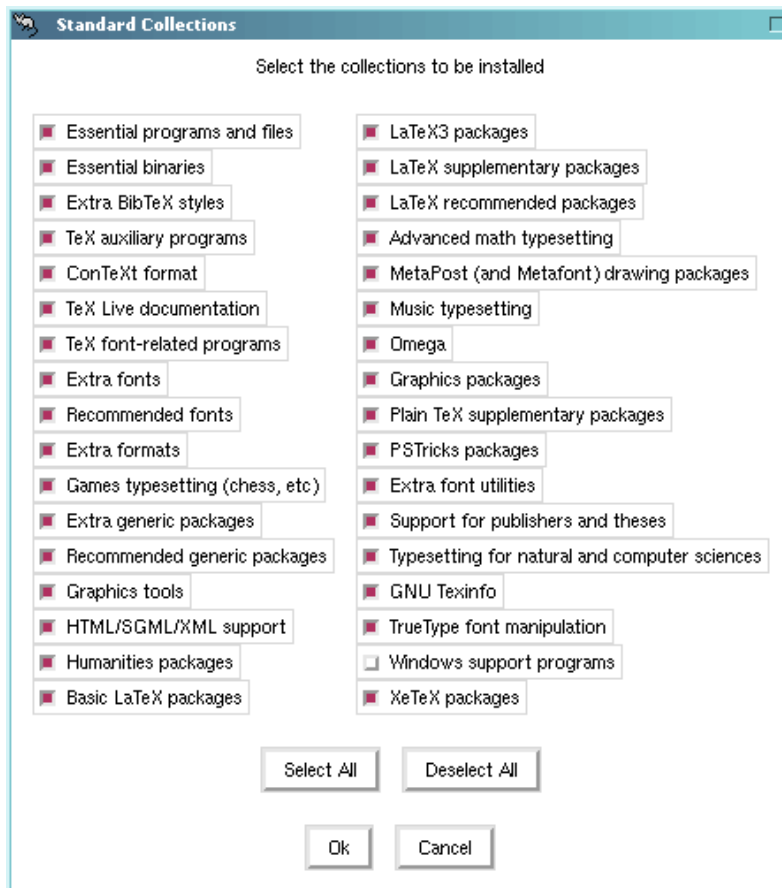 Standard Collections
Select the collections to be installed
Essential programs and files
Essential binaries
Extra BibTeX styles
TeX auxiliary programs
ConTeXt format
TeX Live documentation
TeX font-related programs
Extra fonts
Recommended fonts
Extra formats
Games typesetting (chess, etc)
Extra generic packages
Recommended generic packages
Graphics tools
HTML/SGML/XML support
Humanities packages
Basic LaTeX packages
LaTeX3 packages
LaTeX supplementary packages
LaTeX recommended packages
Advanced math typesetting
MetaPost (and Metafont) drawing packages
Music typesetting
Omega
Graphics packages
Plain TeX supplementary packages
PSTricks packages
Extra font utilities
Support for publishers and theses
Typesetting for natural and computer sciences
GNU Texinfo
TrueType font manipulation
Windows support programs
XeTeX packages
Select All
Deselect All
Ok
Cancel